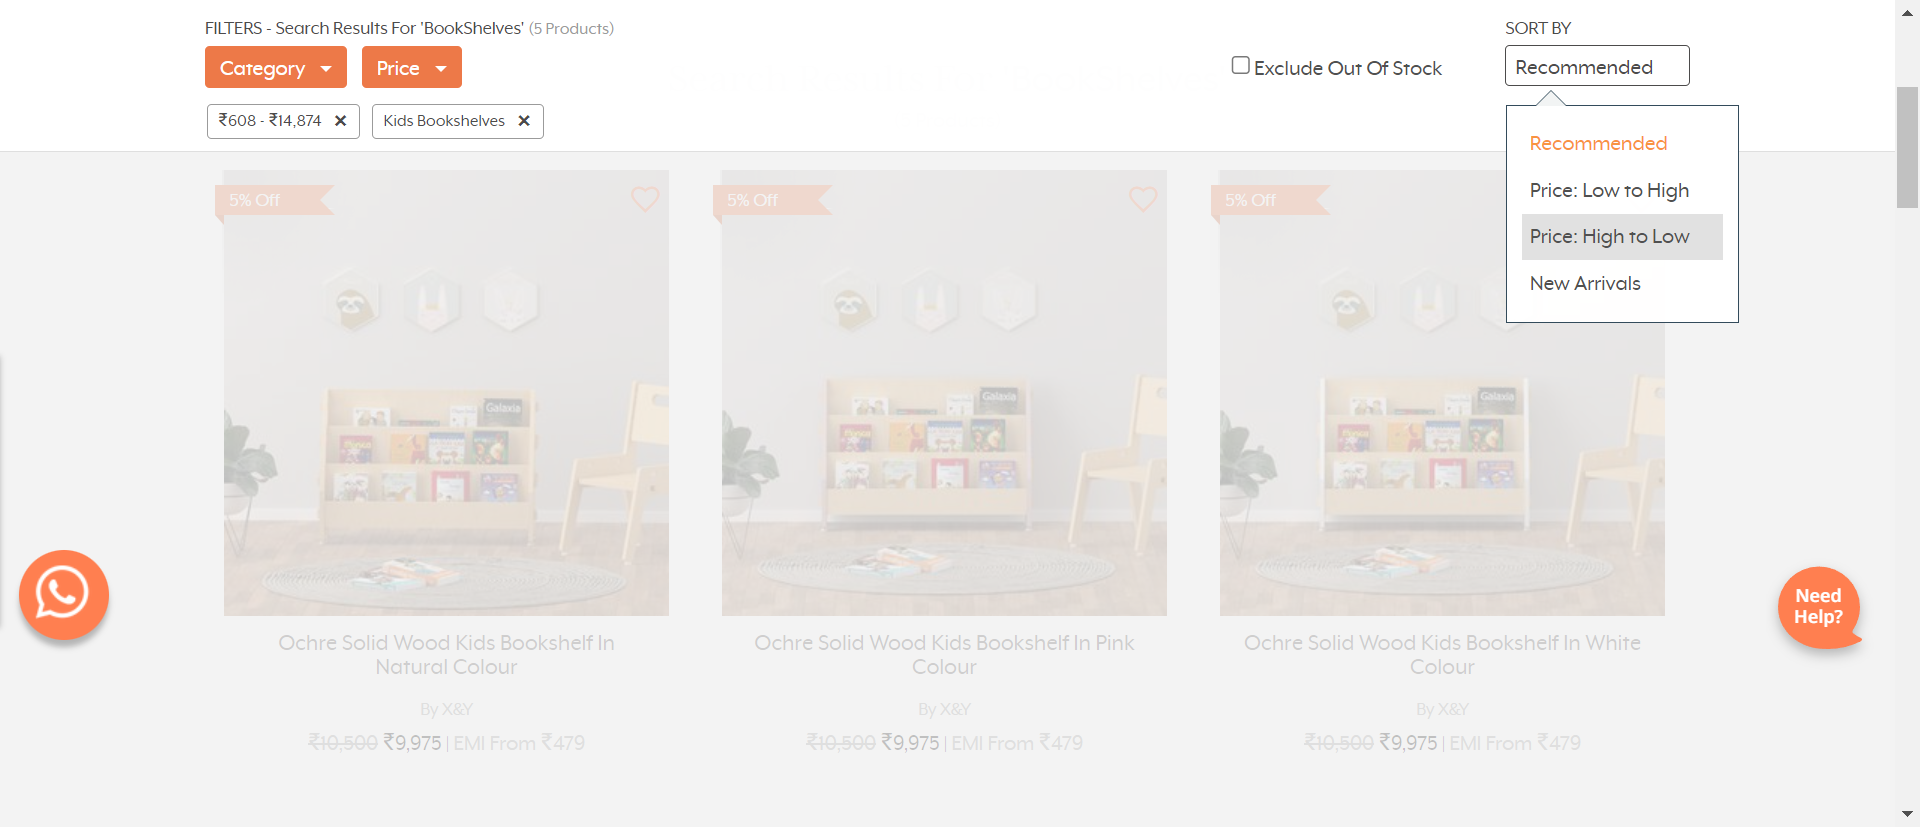 FILTERS - Search Results For 'BookShelves' (5 Products)
SORT BY
Category
Price
Exclude Out Of Stock
Recommended
₹608 - ₹14,874 ✕
Kids Bookshelves ✕
Recommended
Price: Low to High
Price: High to Low
New Arrivals
5% Off
5% Off
5% Off
Galaxia
Galaxia
Galaxia
Need
Help?
Ochre Solid Wood Kids Bookshelf In
Natural Colour
By X&Y
₹10,500 ₹9,975 | EMI From ₹479
Ochre Solid Wood Kids Bookshelf In Pink
Colour
By X&Y
₹10,500 ₹9,975 | EMI From ₹479
Ochre Solid Wood Kids Bookshelf In White
Colour
By X&Y
₹10,500 ₹9,975 | EMI From ₹479